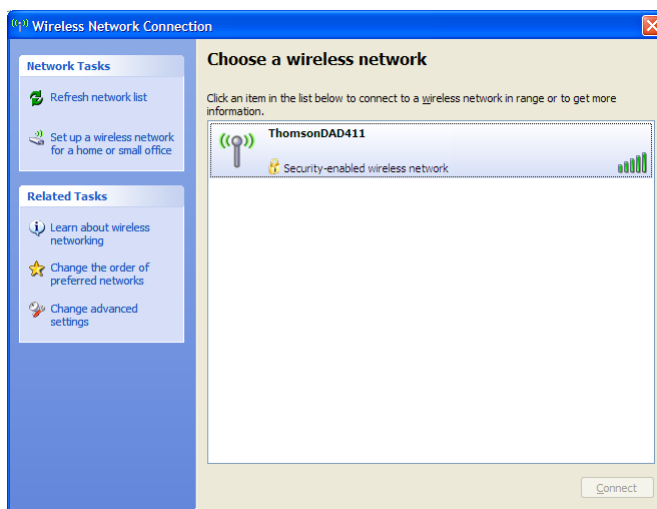 Wireless Network Connection
Network Tasks
Refresh network list
Set up a wireless network
for a home or small office
Related Tasks
Learn about wireless
networking
Change the order of
preferred networks
Change advanced
settings
Choose a wireless network
Click an item in the list below to connect to a wireless network in range or to get more
information.
ThomsonDAD411
Security-enabled wireless network
Connect